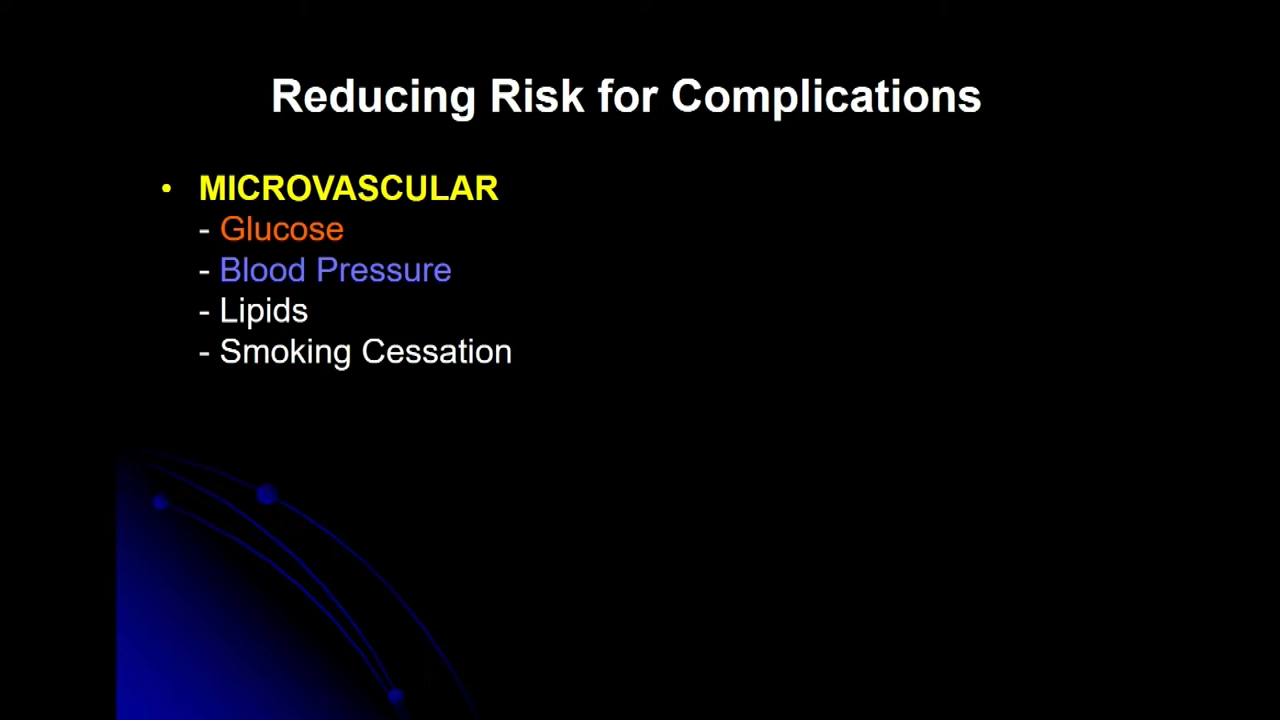 Reducing Risk for Complications
• MICROVASCULAR
- Glucose
- Blood Pressure
- Lipids
- Smoking Cessation